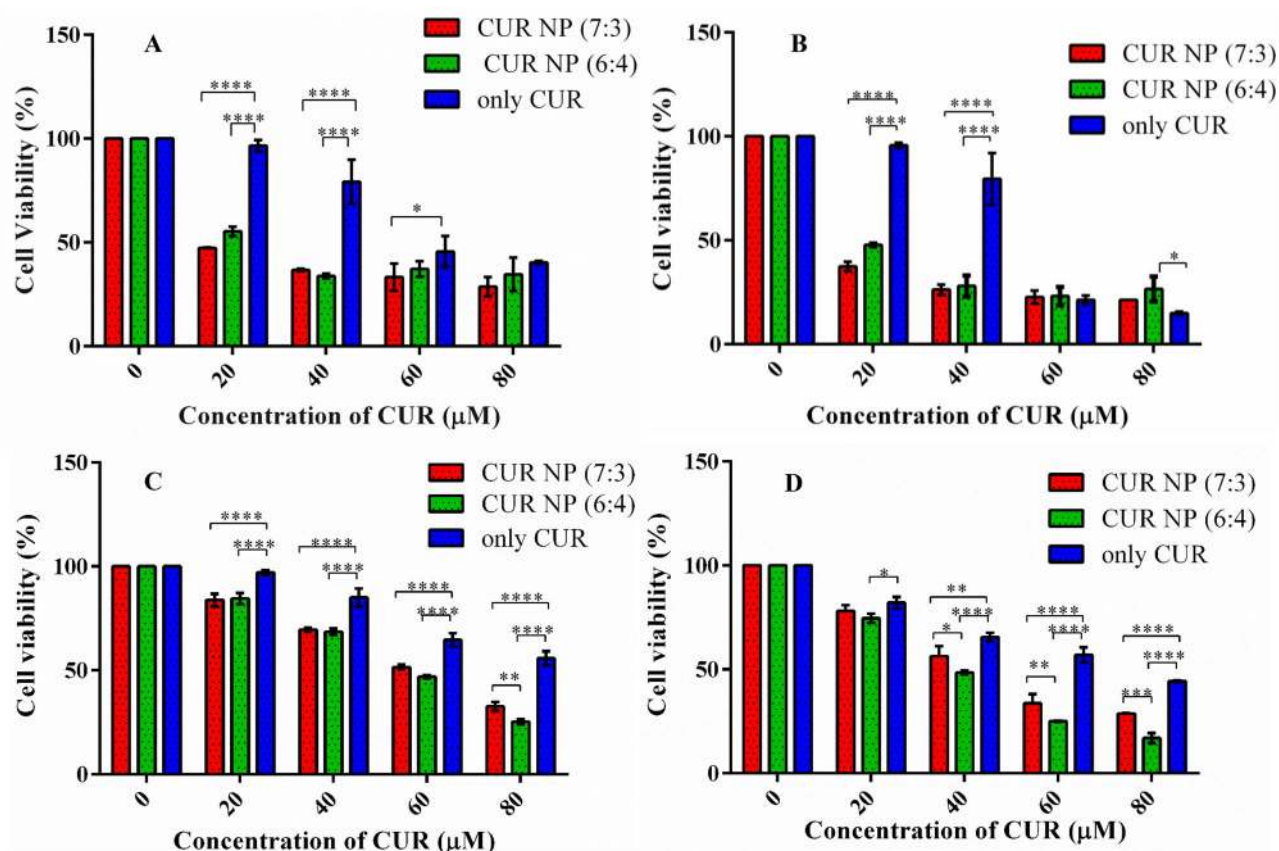 A
CUR NP (7:3)
CUR NP (6:4)
only CUR
Cell Viability (%)
150
100
50
0
****
****
****
****
*
0
20
40
60
80
Concentration of CUR (μM)
B
CUR NP (7:3)
CUR NP (6:4)
only CUR
Cell viability (%)
150
100
50
0
****
****
****
****
*
0
20
40
60
80
Concentration of CUR (μM)
C
CUR NP (7:3)
CUR NP (6:4)
only CUR
Cell viability (%)
150
100
50
0
****
****
****
****
****
****
****
****
**
0
20
40
60
80
Concentration of CUR (μM)
D
CUR NP (7:3)
CUR NP (6:4)
only CUR
Cell viability (%)
150
100
50
0
*
**
****
*
****
****
**
****
****
***
0
20
40
60
80
Concentration of CUR (μM)